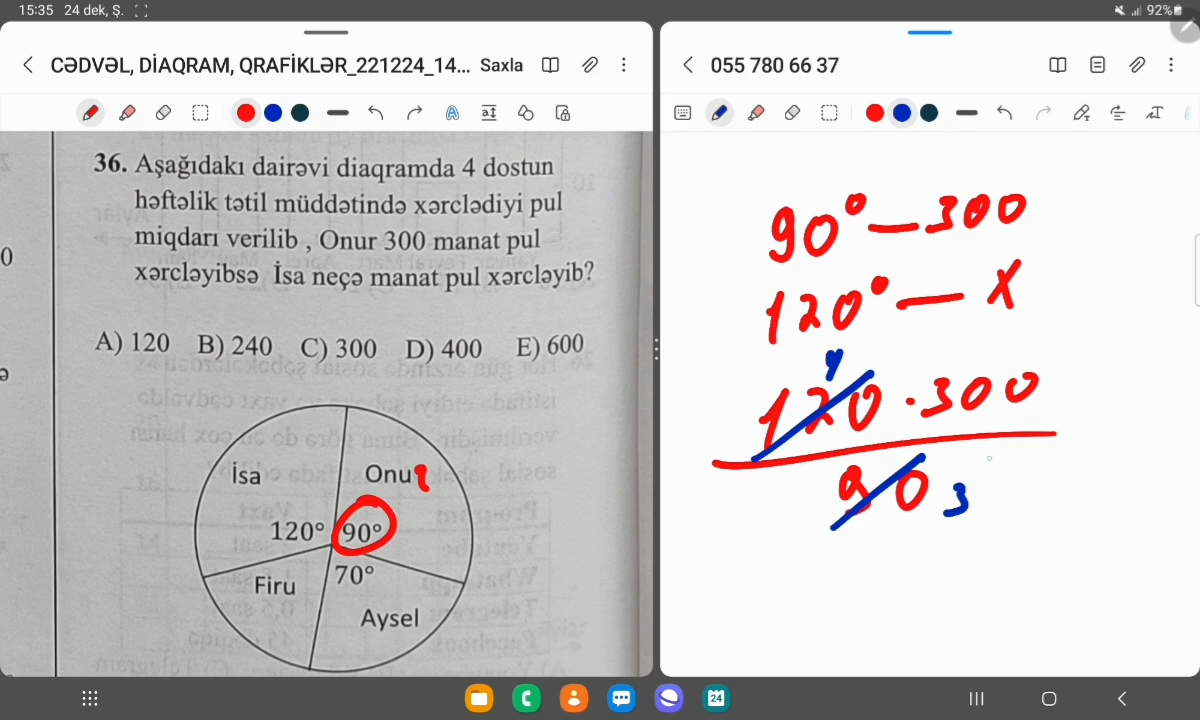 15:35 24 dek, Ş. 92%
CƏDVƏL, DİAQRAM, QRAFİKLƏR_221224_14... Saxla
055 780 66 37
36. Aşağıdakı dairəvi diaqramda 4 dostun
həftəlik tətil müddətində xərclədiyi pul
miqdarı verilib , Onur 300 manat pul
xərcləyibsə İsa neçə manat pul xərcləyib?
A) 120 B) 240 C) 300 D) 400 E) 600
İsa Onur
120° 90°
Firu 70°
Aysel
90° — 300
120° — X
4
120 · 300
90 3
24